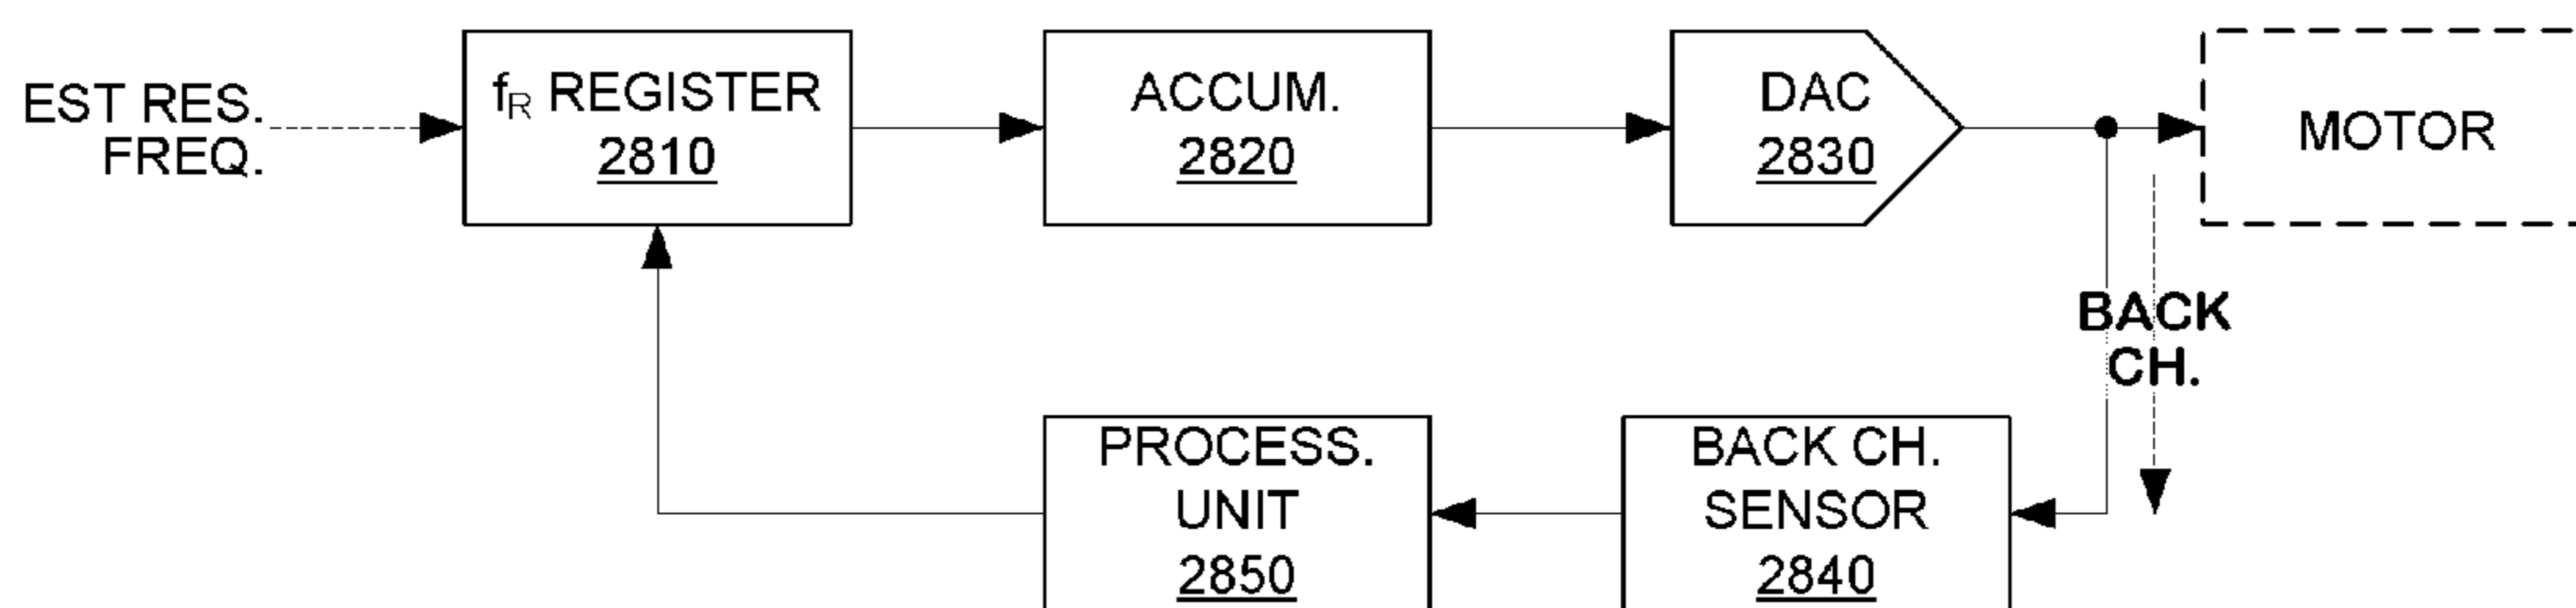 EST RES.
FREQ.
fR REGISTER
2810
ACCUM.
2820
DAC
2830
MOTOR
BACK
CH.
PROCESS.
UNIT
2850
BACK CH.
SENSOR
2840